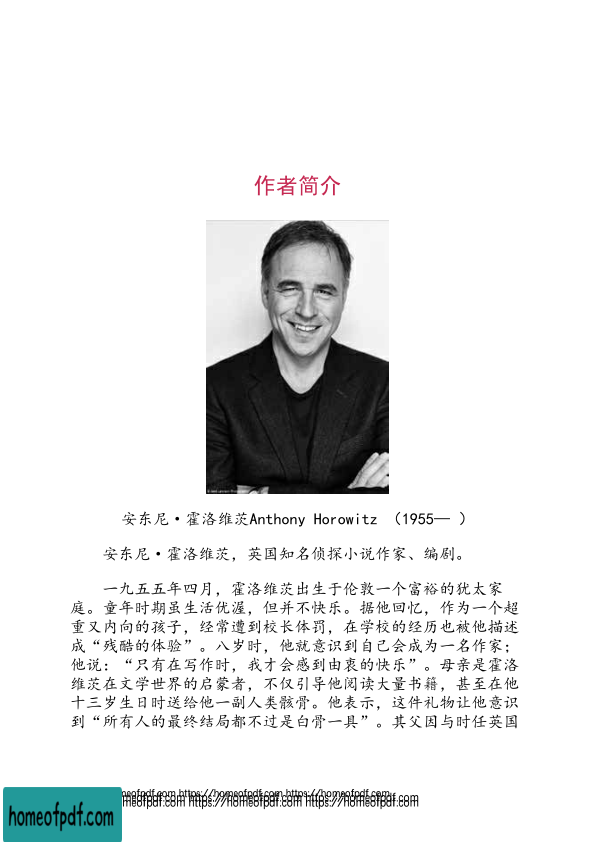 作者简介
安东尼·霍洛维茨Anthony Horowitz （1955— ）
安东尼·霍洛维茨，英国知名侦探小说作家、编剧。
一九五五年四月，霍洛维茨出生于伦敦一个富裕的犹太家
庭。童年时期虽生活优渥，但并不快乐。据他回忆，作为一个超
重又内向的孩子，经常遭到校长体罚，在学校的经历也被他描述
成“残酷的体验”。八岁时，他就意识到自己会成为一名作家；
他说：“只有在写作时，我才会感到由衷的快乐”。母亲是霍洛
维茨在文学世界的启蒙者，不仅引导他阅读大量书籍，甚至在他
十三岁生日时送给他一副人类骸骨。他表示，这件礼物让他意识
到“所有人的最终结局都不过是白骨一具”。其父因与时任英国
homeofpdf.com https://homeofpdf.com https://homeofpdf.com
homeofpdf.com https://homeofpdf.com https://homeofpdf.com
homeofpdf.com